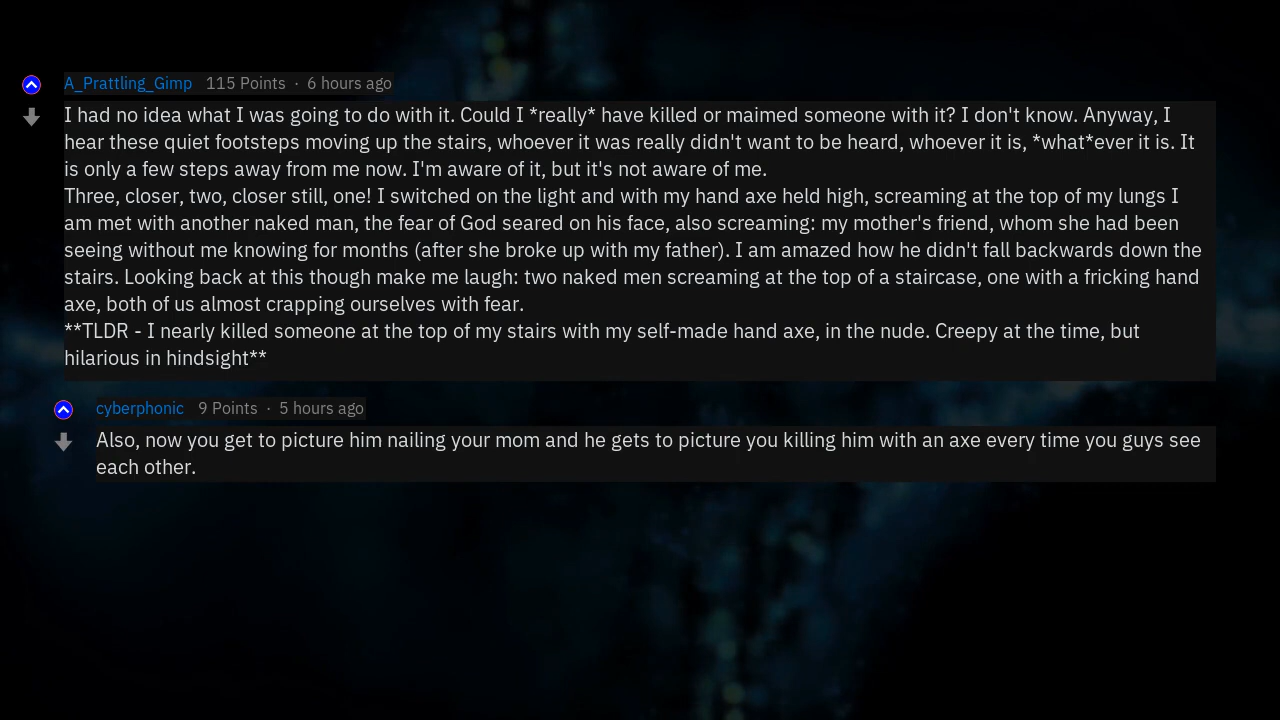 A_Prattling_Gimp 115 Points · 6 hours ago
I had no idea what I was going to do with it. Could I *really* have killed or maimed someone with it? I don't know. Anyway, I
hear these quiet footsteps moving up the stairs, whoever it was really didn't want to be heard, whoever it is, *what*ever it is. It
is only a few steps away from me now. I'm aware of it, but it's not aware of me.
Three, closer, two, closer still, one! I switched on the light and with my hand axe held high, screaming at the top of my lungs I
am met with another naked man, the fear of God seared on his face, also screaming: my mother's friend, whom she had been
seeing without me knowing for months (after she broke up with my father). I am amazed how he didn't fall backwards down the
stairs. Looking back at this though make me laugh: two naked men screaming at the top of a staircase, one with a fricking hand
axe, both of us almost crapping ourselves with fear.
**TLDR - I nearly killed someone at the top of my stairs with my self-made hand axe, in the nude. Creepy at the time, but
hilarious in hindsight**
cyberphonic 9 Points · 5 hours ago
Also, now you get to picture him nailing your mom and he gets to picture you killing him with an axe every time you guys see
each other.